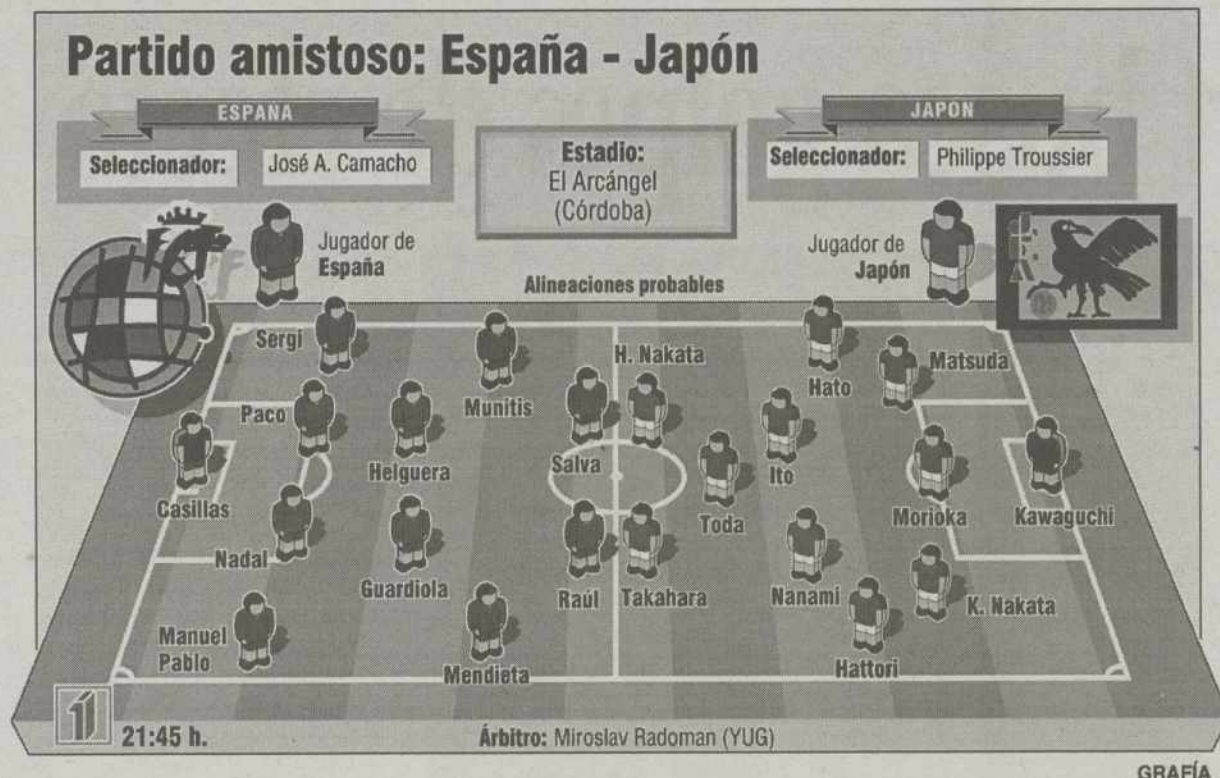 Partido amistoso: España - Japón
ESPAÑA
Seleccionador:
José A. Camacho
Estadio:
El Arcángel
(Córdoba)
JAPON
Seleccionador:
Philippe Troussier
Jugador de
España
Jugador de
Japón
Alineaciones probables
Sergi
H. Nakata
Matsuda
Hato
Paco
Munitis
Helguera
Salva
Ito
Casillas
Toda
Morioka
Kawaguchi
Nadal
Guardiola
Raúl
Takahara
Nanami
K. Nakata
Manuel
Pablo
Mendieta
Hattori
1
21:45 h.
Árbitro: Miroslav Radoman (YUG)
GRAFÍA